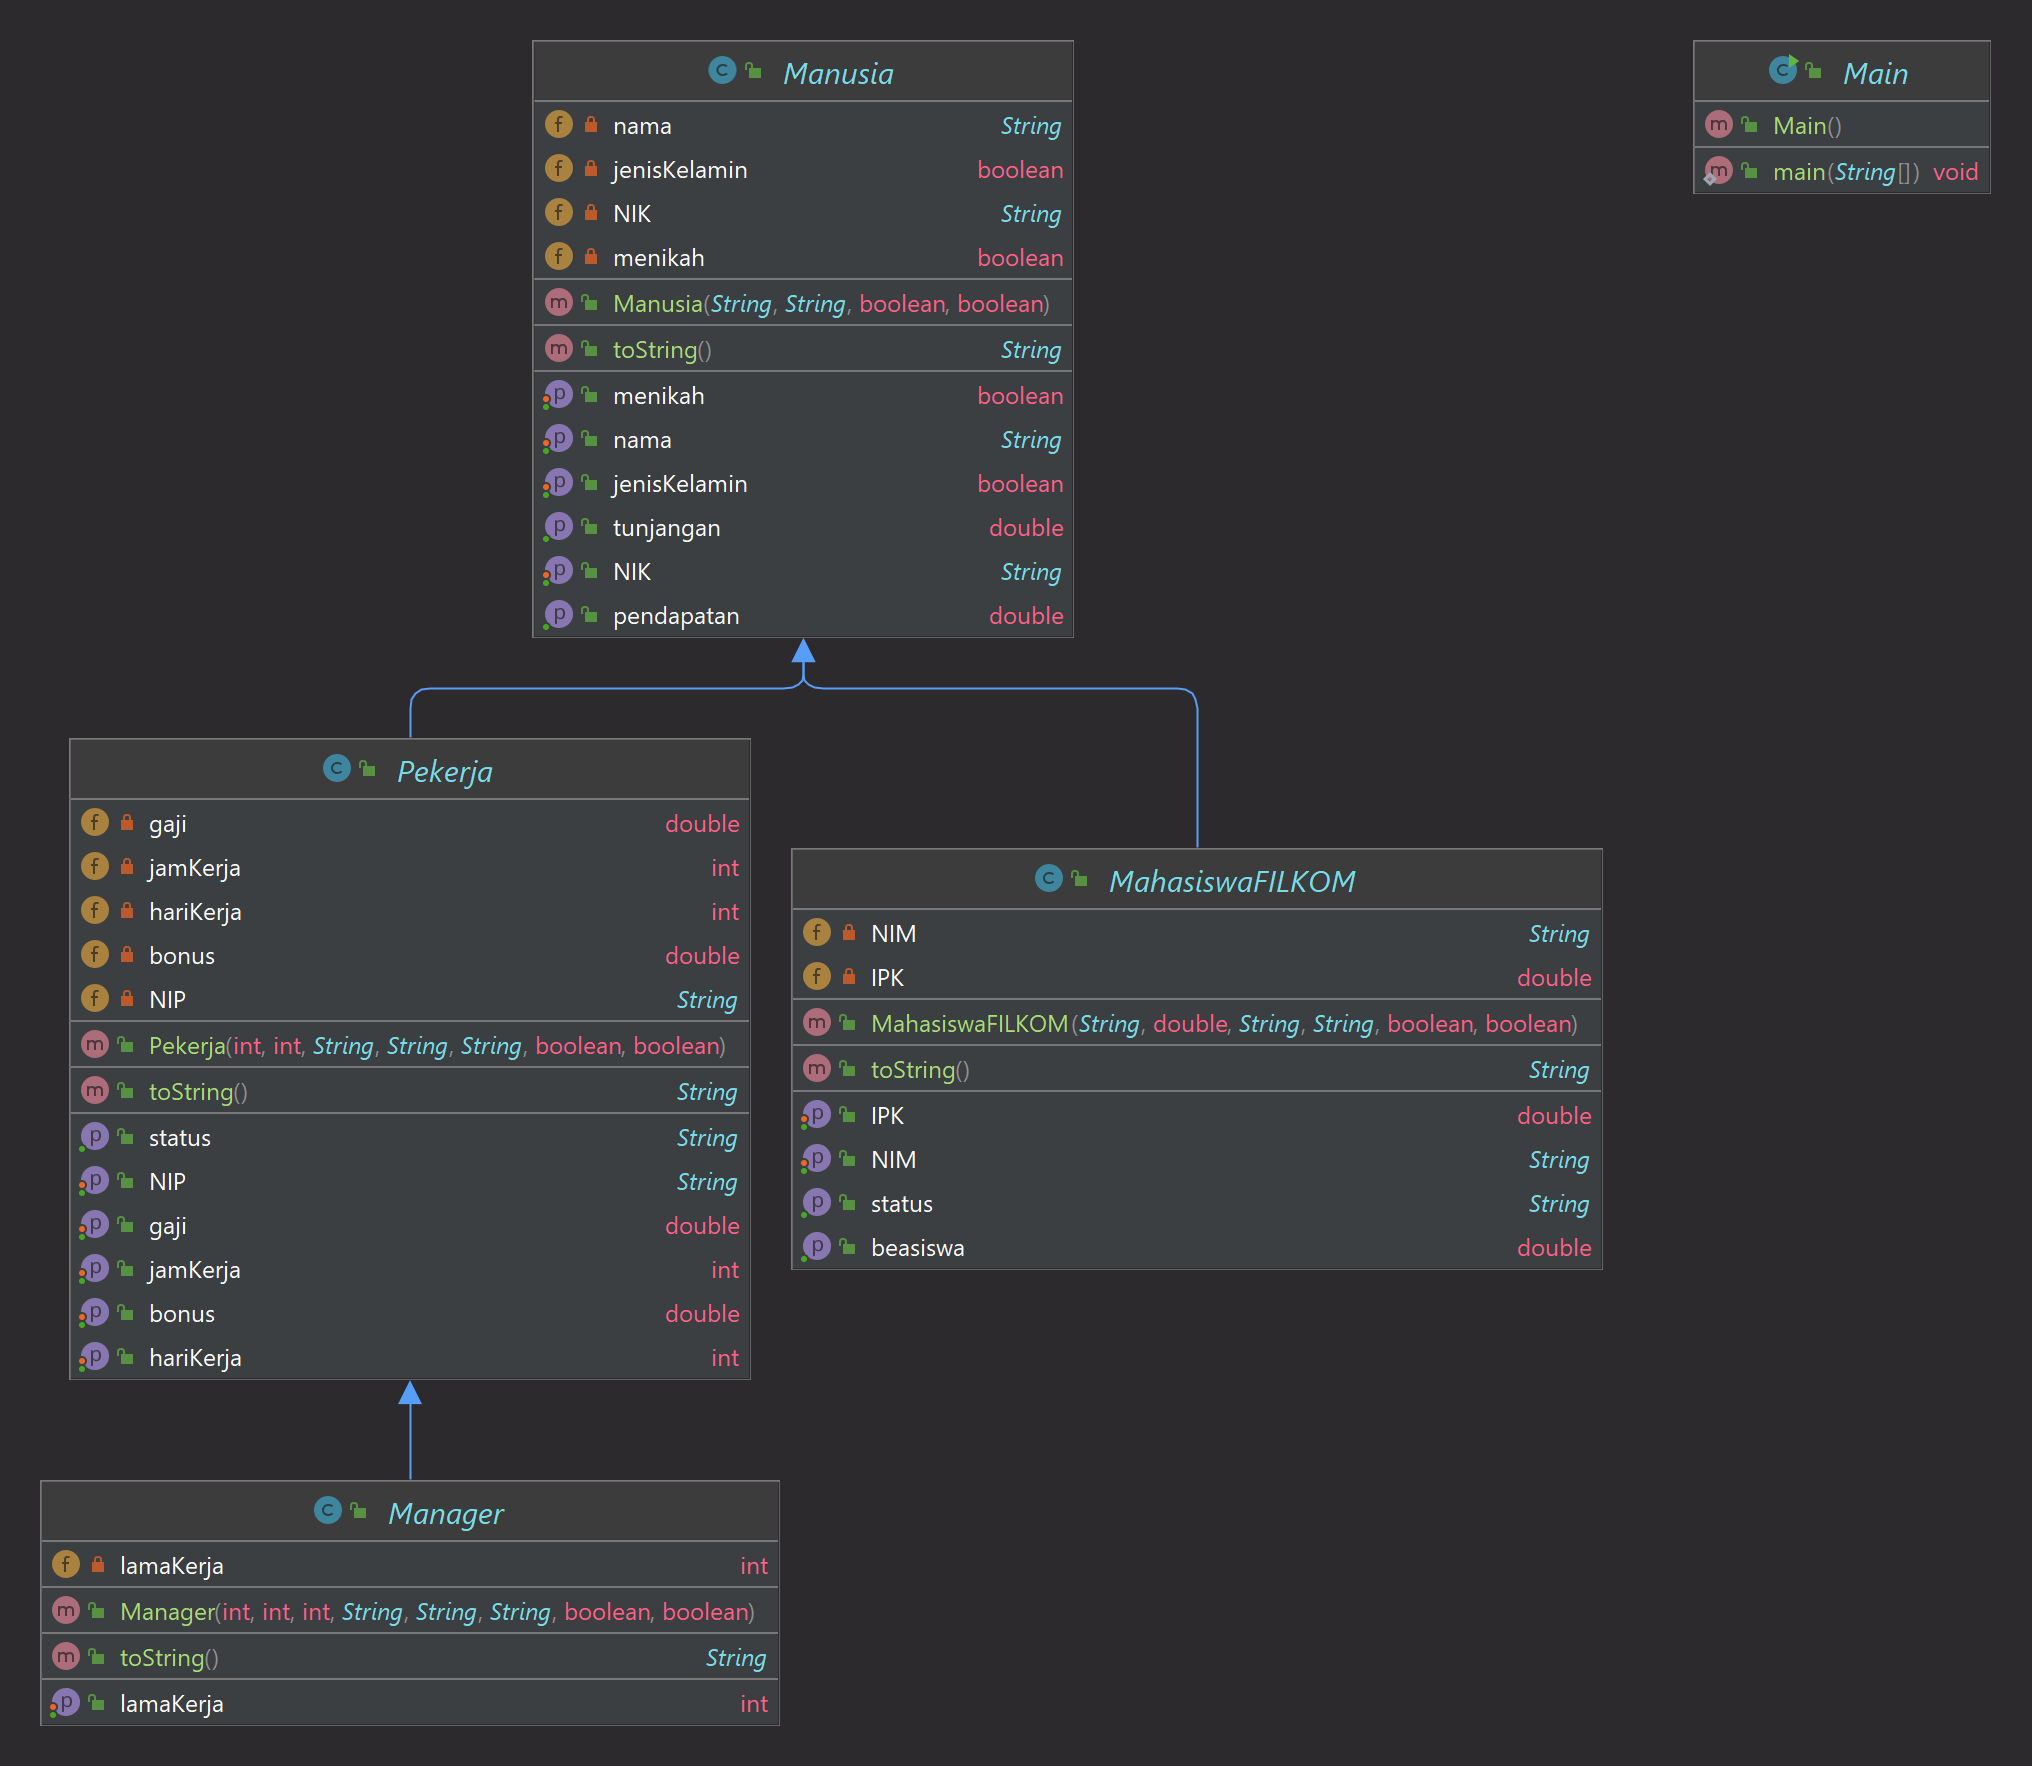 Manusia
nama String
jenisKelamin boolean
NIK String
menikah boolean
Manusia(String, String, boolean, boolean)
toString() String
menikah boolean
nama String
jenisKelamin boolean
tunjangan double
NIK String
pendapatan double
Main
Main()
main(String[]) void
Pekerja
gaji double
jamKerja int
hariKerja int
bonus double
NIP String
Pekerja(int, int, String, String, String, boolean, boolean)
toString() String
status String
NIP String
gaji double
jamKerja int
bonus double
hariKerja int
MahasiswaFILKOM
NIM String
IPK double
MahasiswaFILKOM(String, double, String, String, boolean, boolean)
toString() String
IPK double
NIM String
status String
beasiswa double
Manager
lamaKerja int
Manager(int, int, int, String, String, String, boolean, boolean)
toString() String
lamaKerja int